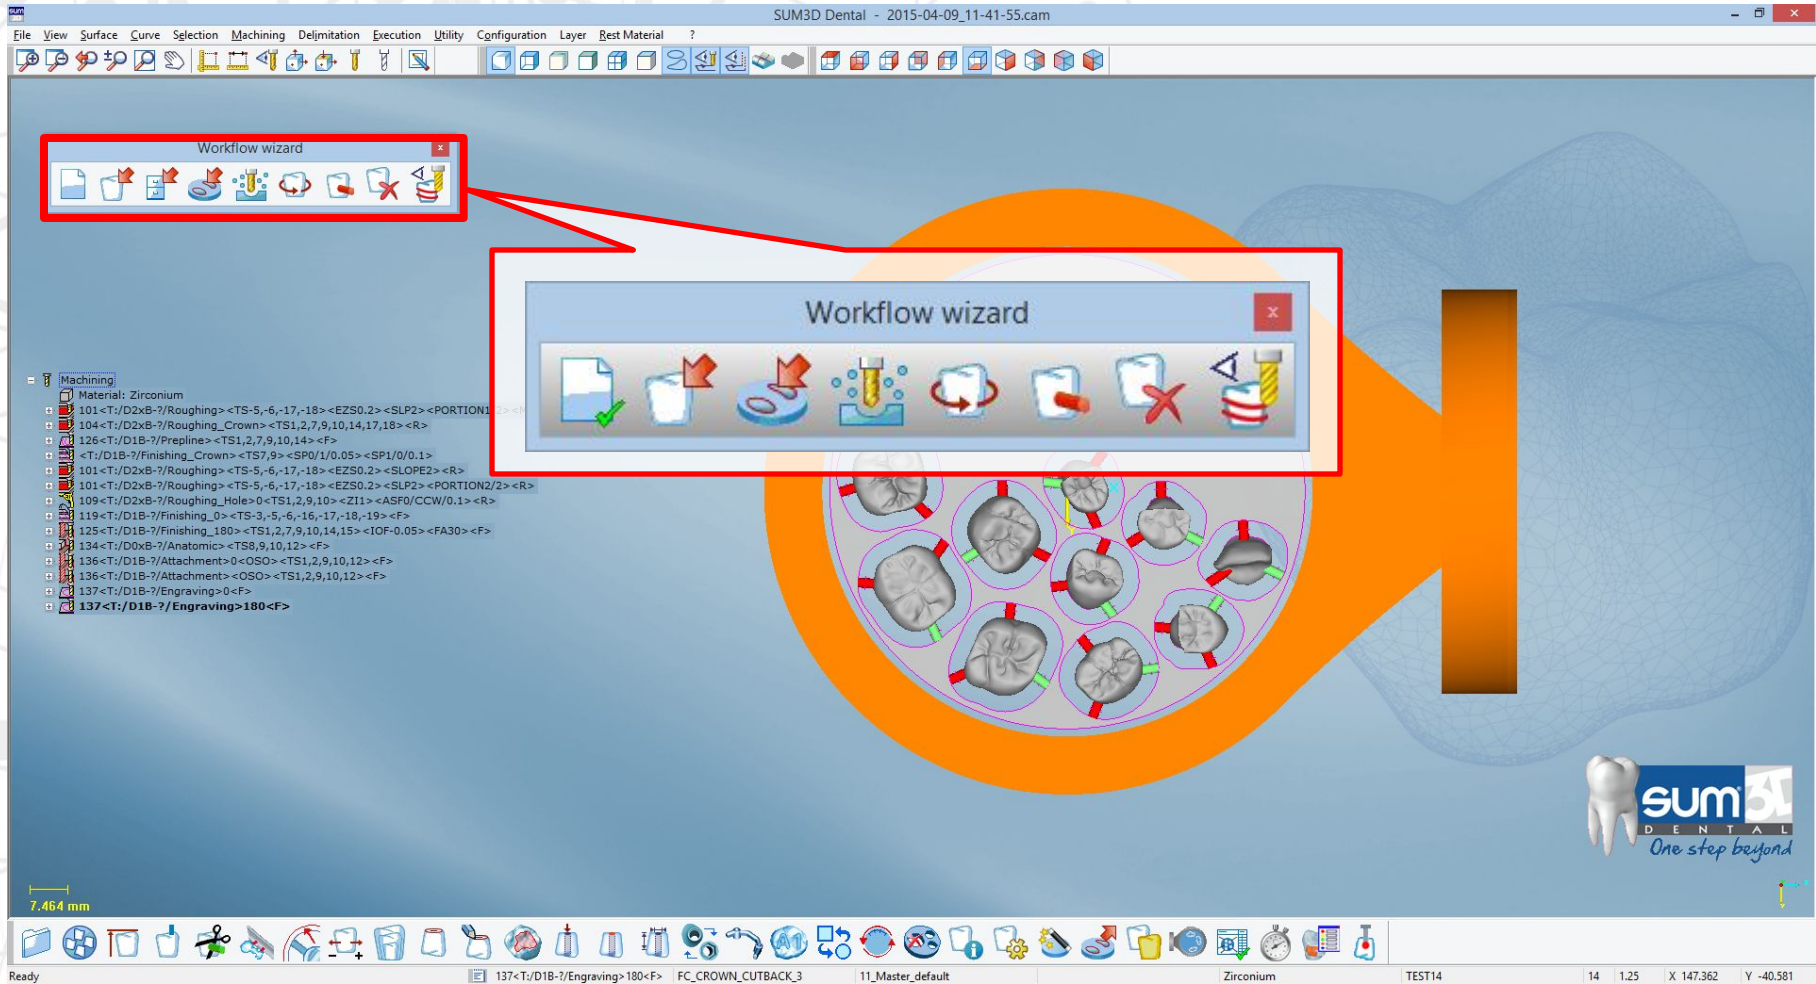 SUM3D Dental - 2015-04-09_11-41-55.cam
File View Surface Curve Selection Machining Delimitation Execution Utility Configuration Layer Rest Material ?
Workflow wizard
Workflow wizard
Machining
Material: Zirconium
101<T:/D2xB-?/Roughing><TS-5,-6,-17,-18><EZS0.2><SLP2><PORTION1/2>
104<T:/D2xB-?/Roughing_Crown><TS1,2,7,9,10,14,17,18><R>
126<T:/D1B-?/Prepline><TS1,2,7,9,10,14><F>
<T:/D1B-?/Finishing_Crown><TS7,9><SP0/1/0.05><SP1/0/0.1>
101<T:/D2xB-?/Roughing><TS-5,-6,-17,-18><EZS0.2><SLOPE2><R>
101<T:/D2xB-?/Roughing><TS-5,-6,-17,-18><EZS0.2><SLP2><PORTION2/2><R>
109<T:/D2xB-?/Roughing_Hole>0<TS1,2,9,10><ZI1><ASF0/CCW/0.1><R>
119<T:/D1B-?/Finishing_0><TS-3,-5,-6,-16,-17,-18,-19><F>
125<T:/D1B-?/Finishing_180><TS1,2,7,9,10,14,15><IOF-0.05><FA30><F>
134<T:/D0xB-?/Anatomic><TS8,9,10,12><F>
136<T:/D1B-?/Attachment>0<OSO><TS1,2,9,10,12><F>
136<T:/D1B-?/Attachment><OSO><TS1,2,9,10,12><F>
137<T:/D1B-?/Engraving>0<F>
137<T:/D1B-?/Engraving>180<F>
sum3D
DENTAL
One step beyond
7.464 mm
Ready 137<T:/D1B-?/Engraving>180<F> FC_CROWN_CUTBACK_3 11_Master_default Zirconium TEST14 14 1.25 X 147.362 Y -40.581